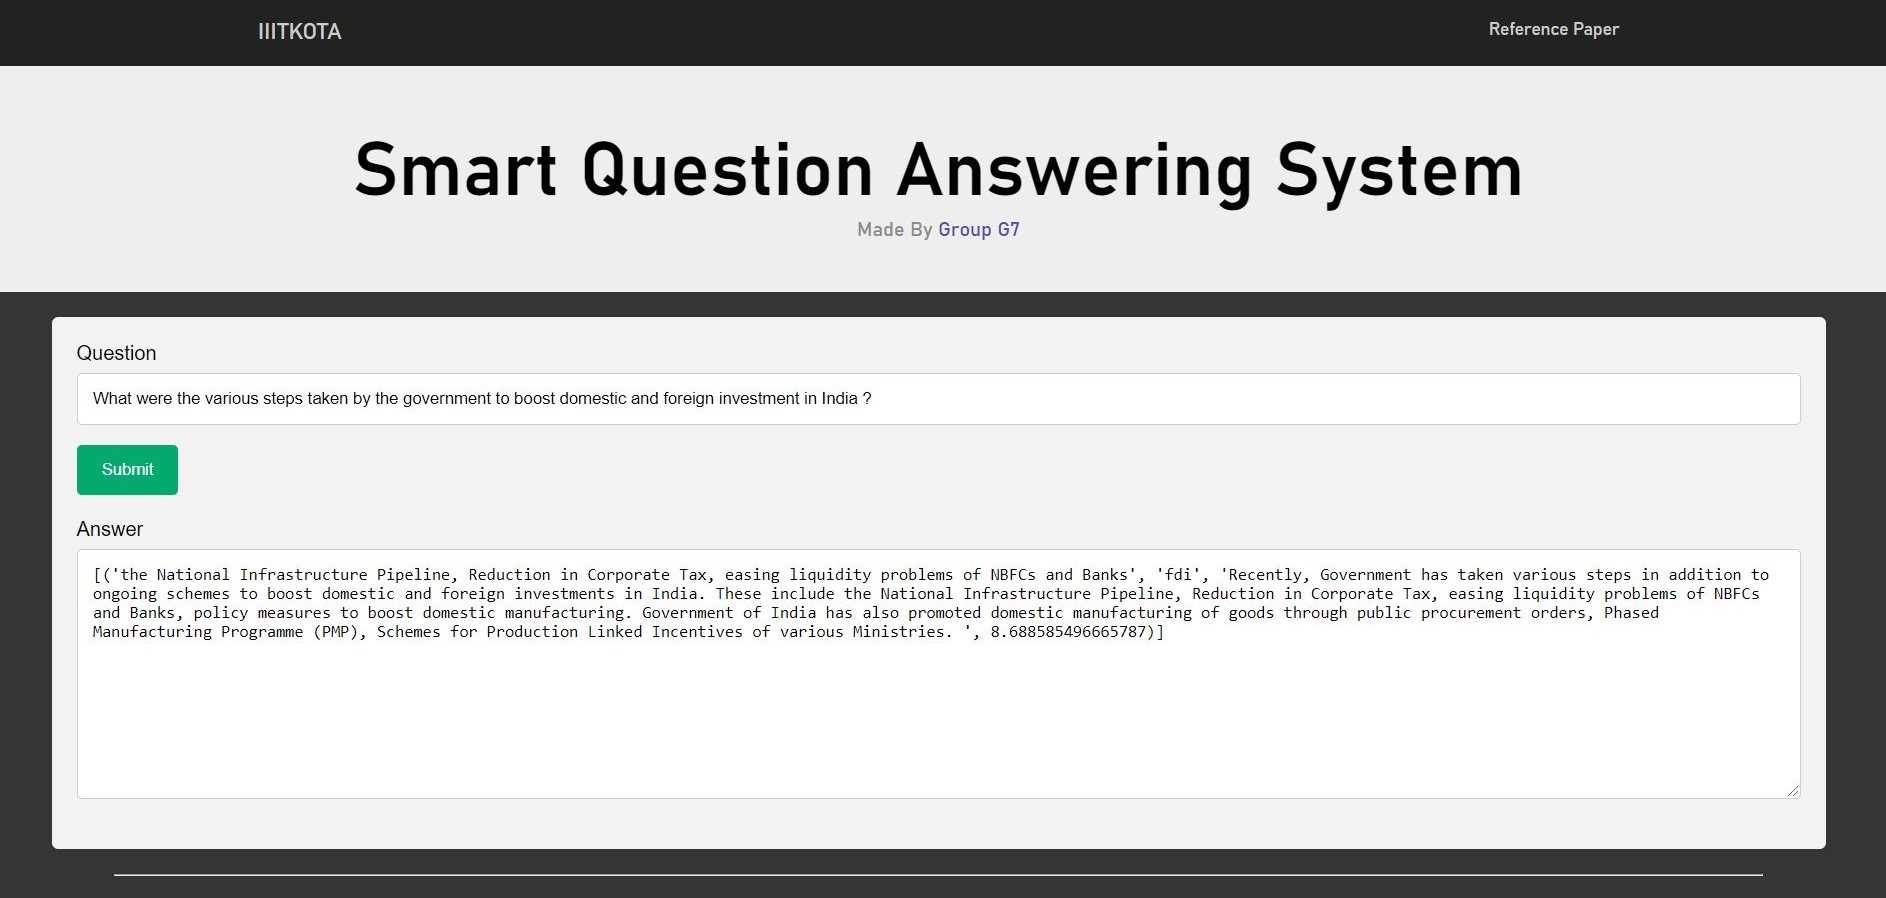 IIITKOTA
Reference Paper
Smart Question Answering System
Made By Group G7
Question
What were the various steps taken by the government to boost domestic and foreign investment in India ?
Submit
Answer
[('the National Infrastructure Pipeline, Reduction in Corporate Tax, easing liquidity problems of NBFCs and Banks', 'fdi', 'Recently, Government has taken various steps in addition to
ongoing schemes to boost domestic and foreign investments in India. These include the National Infrastructure Pipeline, Reduction in Corporate Tax, easing liquidity problems of NBFCs
and Banks, policy measures to boost domestic manufacturing. Government of India has also promoted domestic manufacturing of goods through public procurement orders, Phased
Manufacturing Programme (PMP), Schemes for Production Linked Incentives of various Ministries. ', 8.688585496665787)]